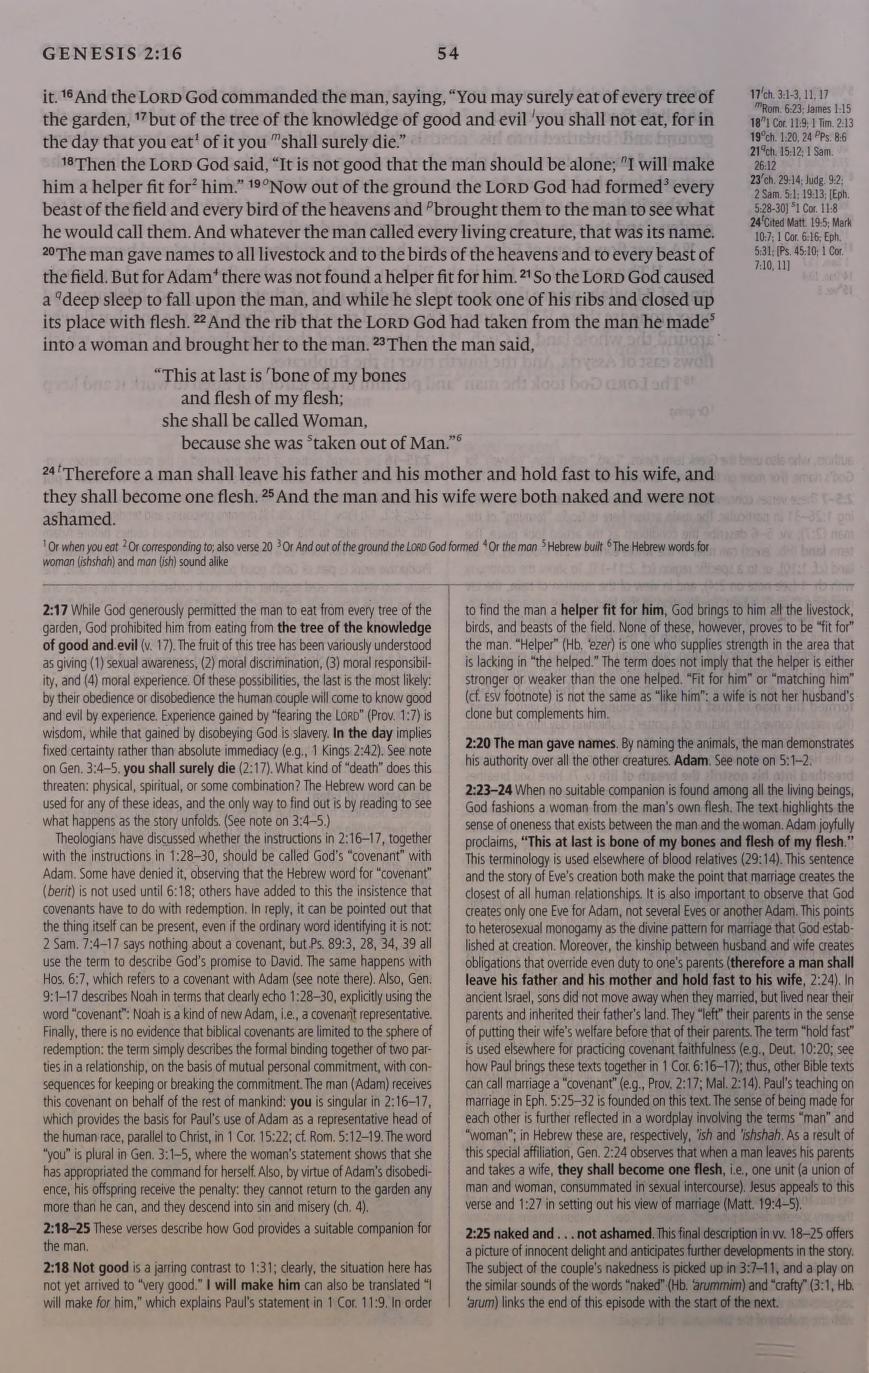 GENESIS 2:16
54
it. ¹⁶And the LORD God commanded the man, saying, “You may surely eat of every tree of
the garden, ¹⁷but of the tree of the knowledge of good and evil ˡyou shall not eat, for in
the day that you eat¹ of it you ᵐshall surely die.”
¹⁸Then the LORD God said, “It is not good that the man should be alone; ⁿI will make
him a helper fit for² him.” ¹⁹ᵒNow out of the ground the LORD God had formed³ every
beast of the field and every bird of the heavens and ᵖbrought them to the man to see what
he would call them. And whatever the man called every living creature, that was its name.
²⁰The man gave names to all livestock and to the birds of the heavens and to every beast of
the field. But for Adam⁴ there was not found a helper fit for him. ²¹So the LORD God caused
a qdeep sleep to fall upon the man, and while he slept took one of his ribs and closed up
its place with flesh. ²²And the rib that the LORD God had taken from the man he made⁵
into a woman and brought her to the man. ²³Then the man said,
“This at last is ʳbone of my bones
and flesh of my flesh;
she shall be called Woman,
because she was ˢtaken out of Man.”⁶
²⁴ᵗTherefore a man shall leave his father and his mother and hold fast to his wife, and
they shall become one flesh. ²⁵And the man and his wife were both naked and were not
ashamed.
¹Or when you eat ²Or corresponding to; also verse 20 ³Or And out of the ground the LORD God formed ⁴Or the man ⁵Hebrew built ⁶The Hebrew words for
woman (ishshah) and man (ish) sound alike
17ˡch. 3:1-3, 11, 17
ᵐRom. 6:23; James 1:15
18ⁿ1 Cor. 11:9; 1 Tim. 2:13
19ᵒch. 1:20, 24 ᵖPs. 8:6
21qch. 15:12; 1 Sam.
26:12
23ʳch. 29:14; Judg. 9:2;
2 Sam. 5:1; 19:13; [Eph.
5:28-30] ˢ1 Cor. 11:8
24ᵗCited Matt. 19:5; Mark
10:7; 1 Cor. 6:16; Eph.
5:31; [Ps. 45:10; 1 Cor.
7:10, 11]
2:17 While God generously permitted the man to eat from every tree of the
garden, God prohibited him from eating from the tree of the knowledge
of good and evil (v. 17). The fruit of this tree has been variously understood
as giving (1) sexual awareness, (2) moral discrimination, (3) moral responsibil-
ity, and (4) moral experience. Of these possibilities, the last is the most likely:
by their obedience or disobedience the human couple will come to know good
and evil by experience. Experience gained by “fearing the LORD” (Prov. 1:7) is
wisdom, while that gained by disobeying God is slavery. In the day implies
fixed certainty rather than absolute immediacy (e.g., 1 Kings 2:42). See note
on Gen. 3:4–5. you shall surely die (2:17). What kind of “death” does this
threaten: physical, spiritual, or some combination? The Hebrew word can be
used for any of these ideas, and the only way to find out is by reading to see
what happens as the story unfolds. (See note on 3:4–5.)
Theologians have discussed whether the instructions in 2:16–17, together
with the instructions in 1:28–30, should be called God’s “covenant” with
Adam. Some have denied it, observing that the Hebrew word for “covenant”
(berit) is not used until 6:18; others have added to this the insistence that
covenants have to do with redemption. In reply, it can be pointed out that
the thing itself can be present, even if the ordinary word identifying it is not:
2 Sam. 7:4–17 says nothing about a covenant, but Ps. 89:3, 28, 34, 39 all
use the term to describe God’s promise to David. The same happens with
Hos. 6:7, which refers to a covenant with Adam (see note there). Also, Gen.
9:1–17 describes Noah in terms that clearly echo 1:28–30, explicitly using the
word “covenant”: Noah is a kind of new Adam, i.e., a covenant representative.
Finally, there is no evidence that biblical covenants are limited to the sphere of
redemption: the term simply describes the formal binding together of two par-
ties in a relationship, on the basis of mutual personal commitment, with con-
sequences for keeping or breaking the commitment. The man (Adam) receives
this covenant on behalf of the rest of mankind: you is singular in 2:16–17,
which provides the basis for Paul’s use of Adam as a representative head of
the human race, parallel to Christ, in 1 Cor. 15:22; cf. Rom. 5:12–19. The word
“you” is plural in Gen. 3:1–5, where the woman’s statement shows that she
has appropriated the command for herself. Also, by virtue of Adam’s disobedi-
ence, his offspring receive the penalty: they cannot return to the garden any
more than he can, and they descend into sin and misery (ch. 4).
2:18–25 These verses describe how God provides a suitable companion for
the man.
2:18 Not good is a jarring contrast to 1:31; clearly, the situation here has
not yet arrived to “very good.” I will make him can also be translated “I
will make for him,” which explains Paul’s statement in 1 Cor. 11:9. In order
to find the man a helper fit for him, God brings to him all the livestock,
birds, and beasts of the field. None of these, however, proves to be “fit for”
the man. “Helper” (Hb. ‘ezer) is one who supplies strength in the area that
is lacking in “the helped.” The term does not imply that the helper is either
stronger or weaker than the one helped. “Fit for him” or “matching him”
(cf. ESV footnote) is not the same as “like him”: a wife is not her husband’s
clone but complements him.
2:20 The man gave names. By naming the animals, the man demonstrates
his authority over all the other creatures. Adam. See note on 5:1–2.
2:23–24 When no suitable companion is found among all the living beings,
God fashions a woman from the man’s own flesh. The text highlights the
sense of oneness that exists between the man and the woman. Adam joyfully
proclaims, “This at last is bone of my bones and flesh of my flesh.”
This terminology is used elsewhere of blood relatives (29:14). This sentence
and the story of Eve’s creation both make the point that marriage creates the
closest of all human relationships. It is also important to observe that God
creates only one Eve for Adam, not several Eves or another Adam. This points
to heterosexual monogamy as the divine pattern for marriage that God estab-
lished at creation. Moreover, the kinship between husband and wife creates
obligations that override even duty to one’s parents (therefore a man shall
leave his father and his mother and hold fast to his wife, 2:24). In
ancient Israel, sons did not move away when they married, but lived near their
parents and inherited their father’s land. They “left” their parents in the sense
of putting their wife’s welfare before that of their parents. The term “hold fast”
is used elsewhere for practicing covenant faithfulness (e.g., Deut. 10:20; see
how Paul brings these texts together in 1 Cor. 6:16–17); thus, other Bible texts
can call marriage a “covenant” (e.g., Prov. 2:17; Mal. 2:14). Paul’s teaching on
marriage in Eph. 5:25–32 is founded on this text. The sense of being made for
each other is further reflected in a wordplay involving the terms “man” and
“woman”; in Hebrew these are, respectively, ’ish and ’ishshah. As a result of
this special affiliation, Gen. 2:24 observes that when a man leaves his parents
and takes a wife, they shall become one flesh, i.e., one unit (a union of
man and woman, consummated in sexual intercourse). Jesus appeals to this
verse and 1:27 in setting out his view of marriage (Matt. 19:4–5).
2:25 naked and . . . not ashamed. This final description in vv. 18–25 offers
a picture of innocent delight and anticipates further developments in the story.
The subject of the couple’s nakedness is picked up in 3:7–11, and a play on
the similar sounds of the words “naked” (Hb. ‘arummim) and “crafty” (3:1, Hb.
‘arum) links the end of this episode with the start of the next.